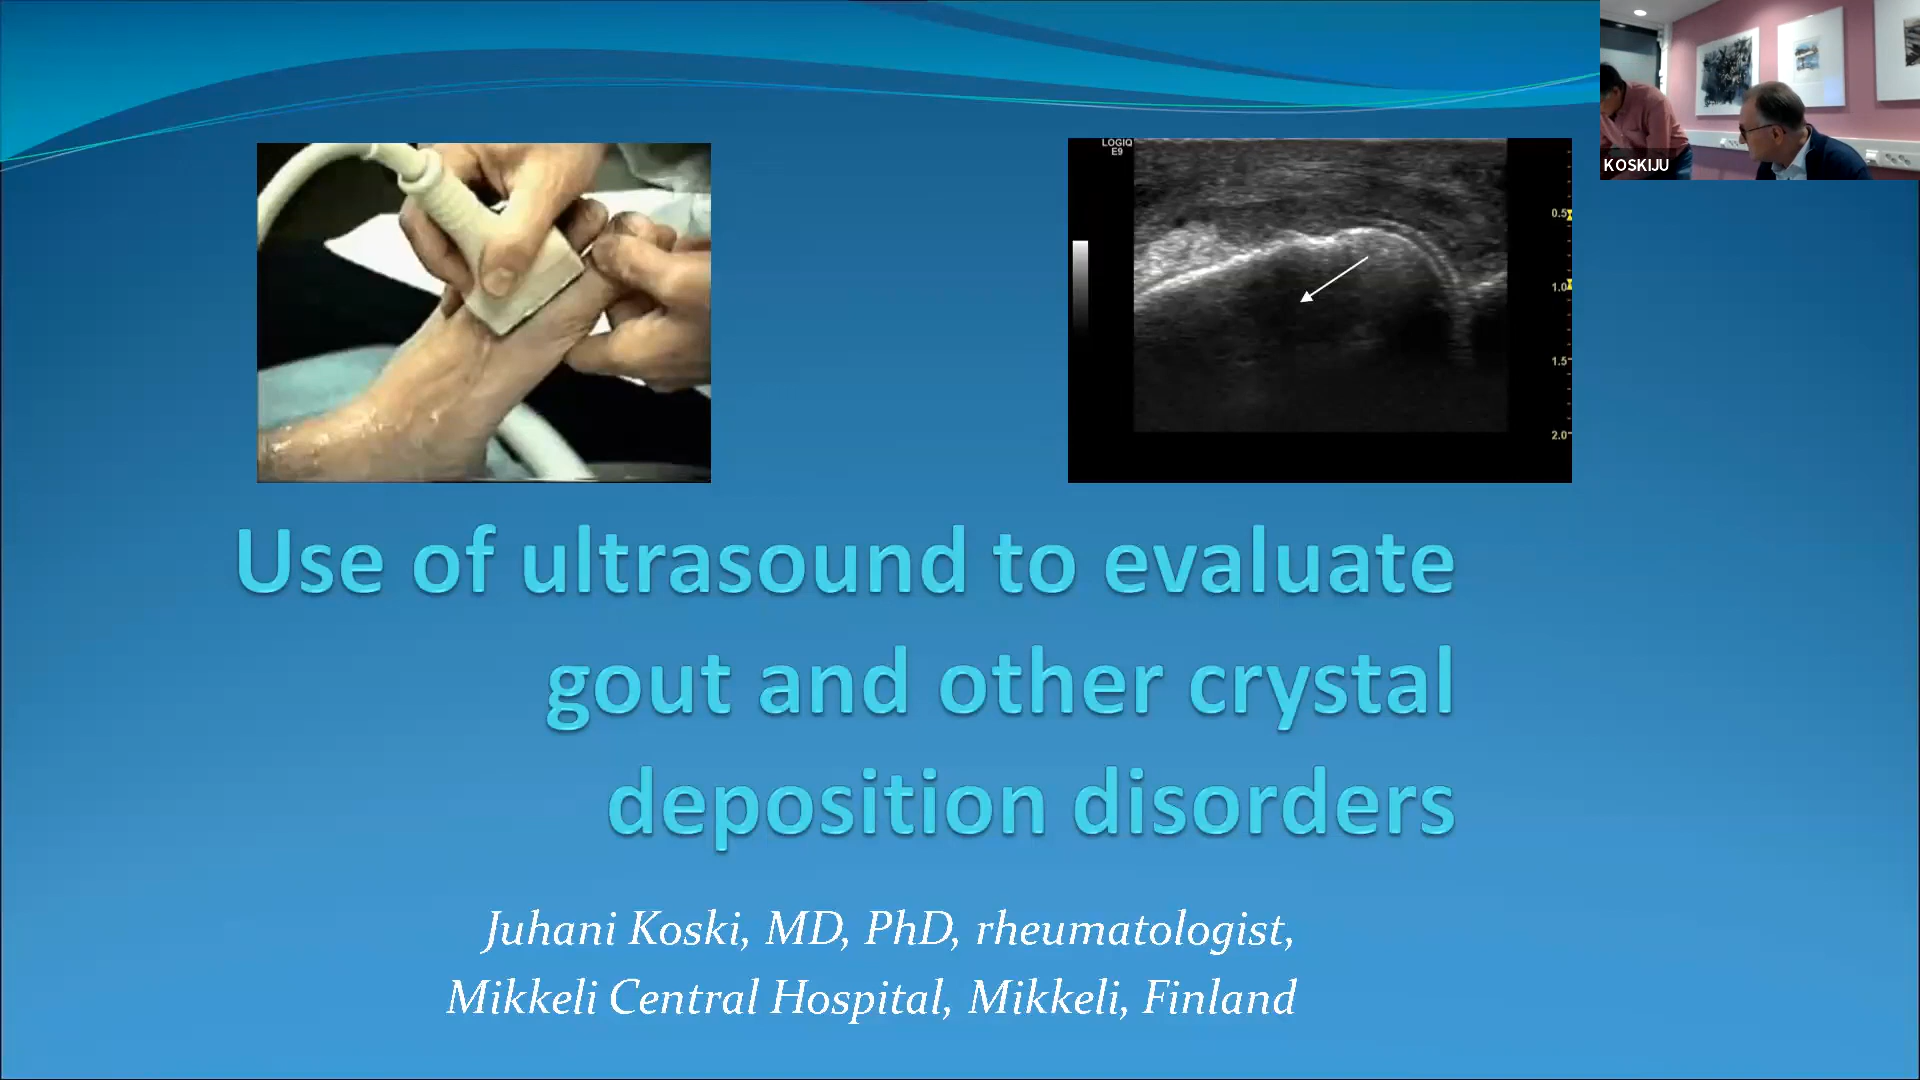 LOGIQ
E9
0.5
1.0
1.5
2.0
KOSKIJU
Use of ultrasound to evaluate
gout and other crystal
deposition disorders
Juhani Koski, MD, PhD, rheumatologist,
Mikkeli Central Hospital, Mikkeli, Finland